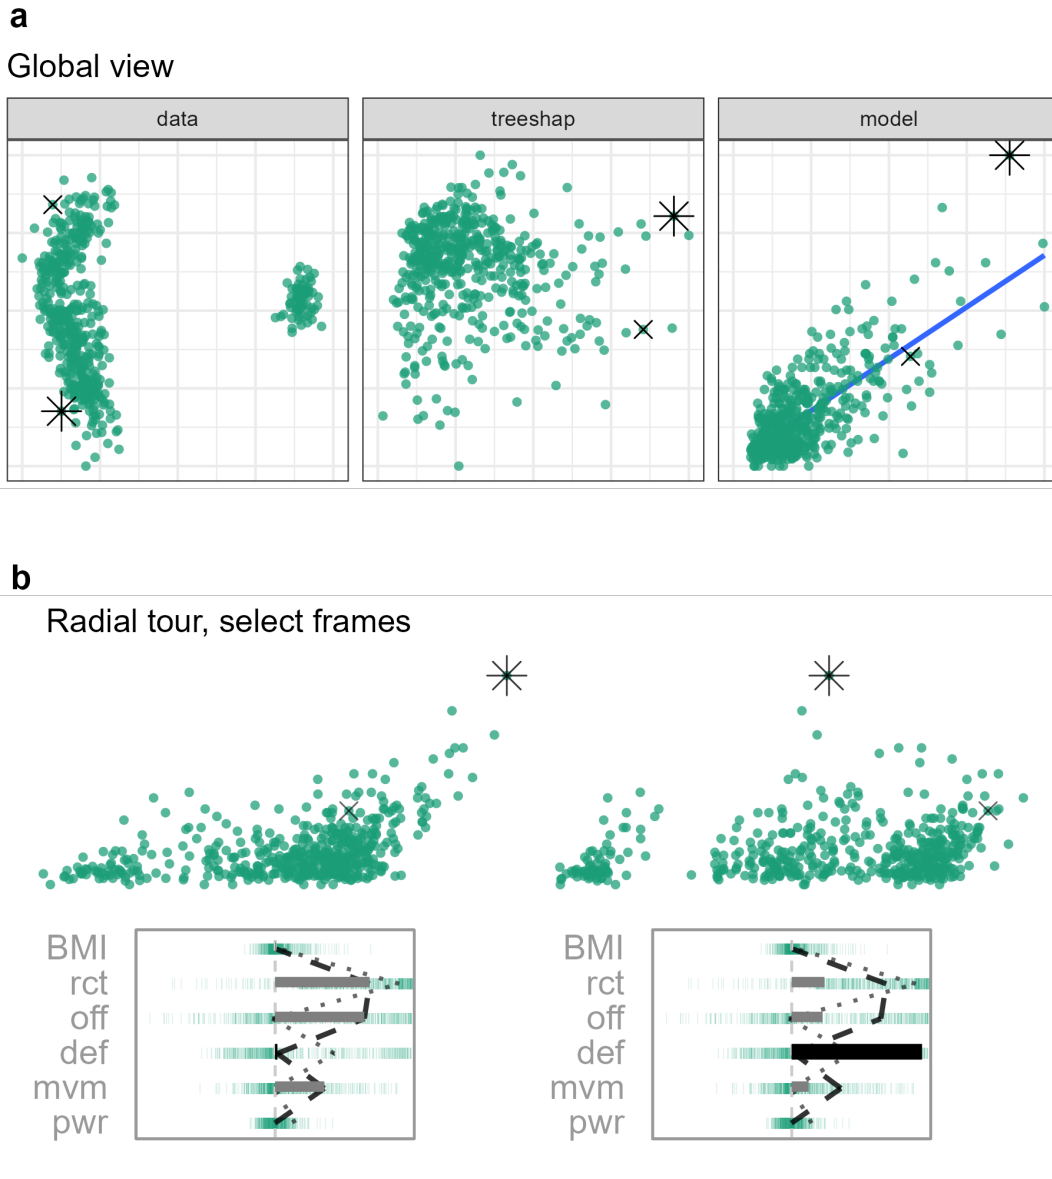 a
Global view
data treeshap model
b
Radial tour, select frames
BMI BMI
rct rct
off off
def def
mvm mvm
pwr pwr